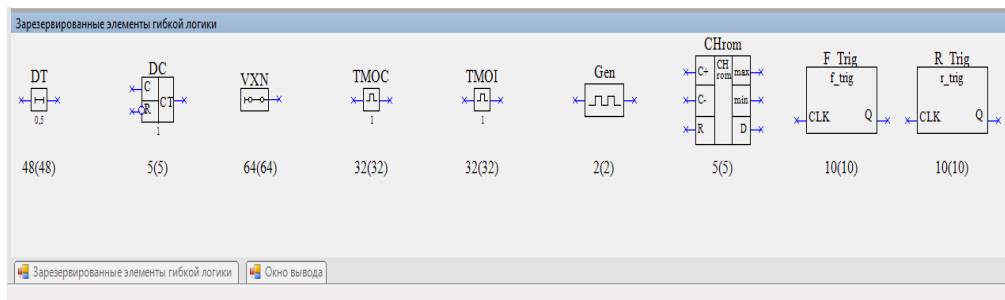 Зарезервированные элементы гибкой логики
DT
0,5
48(48)
DC
C
R
CT
1
5(5)
VXN
64(64)
TMOC
1
32(32)
TMOI
1
32(32)
Gen
2(2)
CHrom
C+
C-
R
CH
rom
max
min
D
5(5)
F_Trig
f_trig
CLK Q
10(10)
R_Trig
r_trig
CLK Q
10(10)
Зарезервированные элементы гибкой логики
Окно вывода